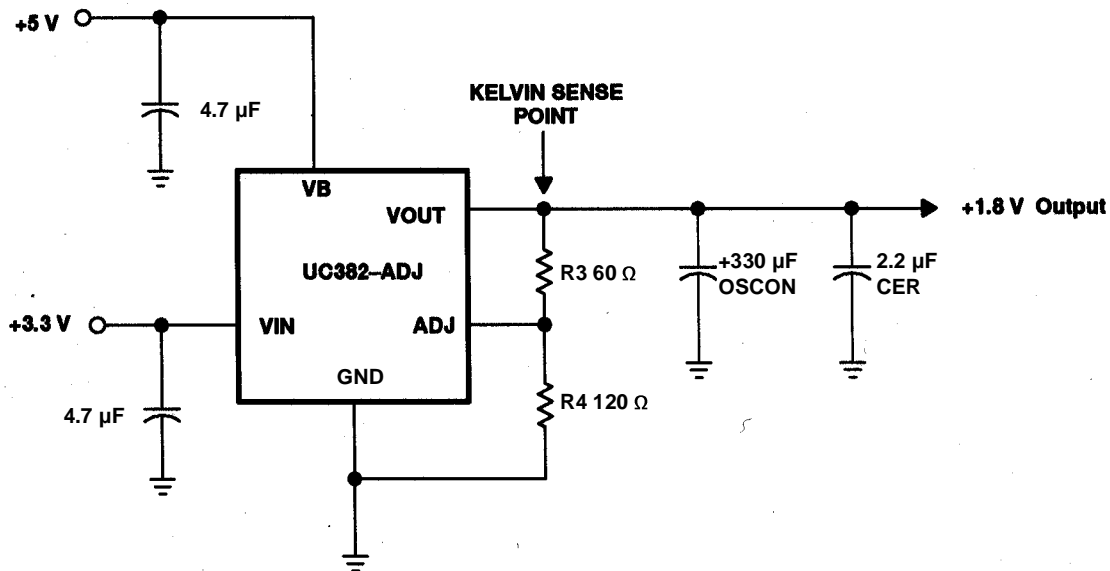 +5 V
4.7 µF
KELVIN SENSE
POINT
VB
VOUT
+1.8 V Output
UC382–ADJ
R3 60 Ω
+330 µF
OSCON
2.2 µF
CER
+3.3 V
VIN
ADJ
GND
R4 120 Ω
4.7 µF